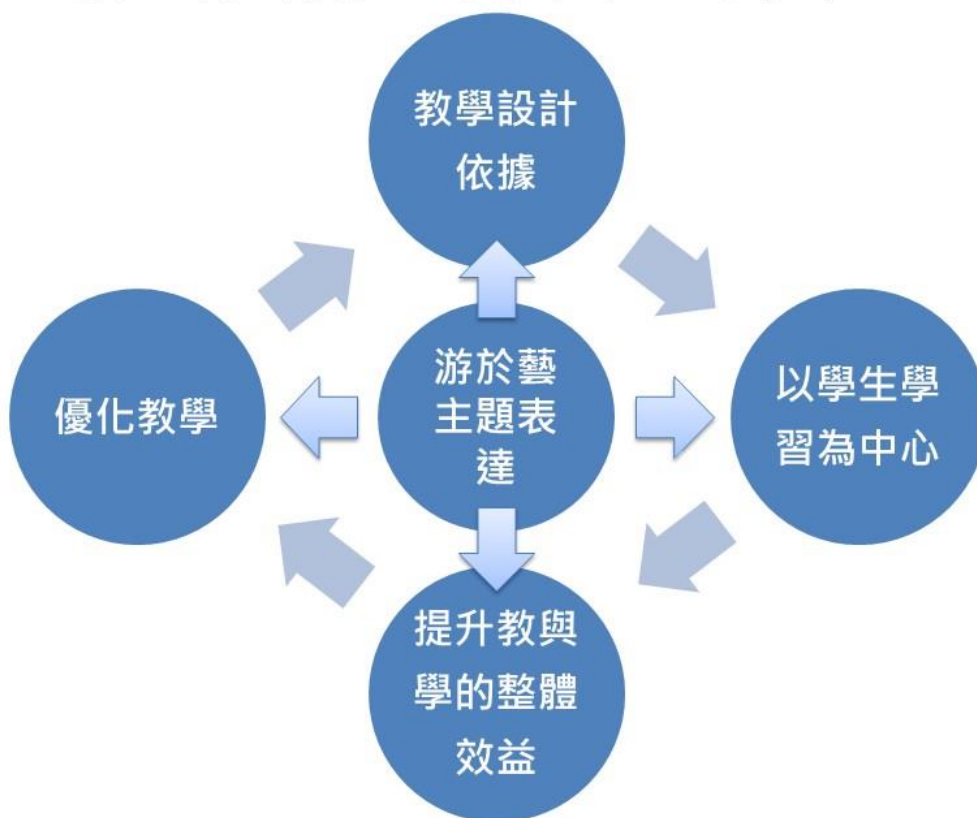 教學設計
依據
優化教學
游於藝
主題表
達
以學生學
習為中心
提升教與
學的整體
效益